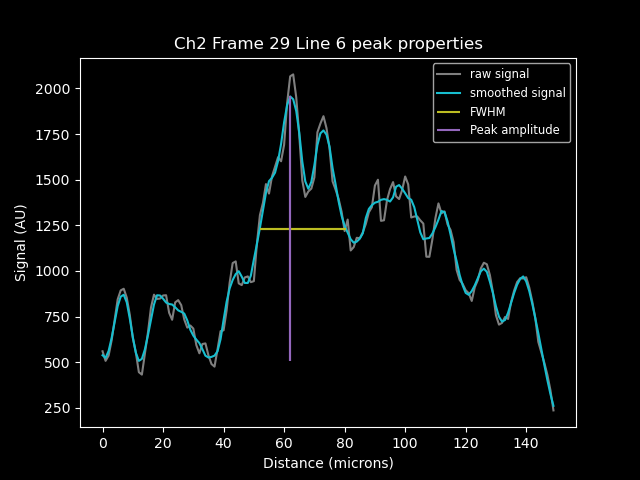 Ch2 Frame 29 Line 6 peak properties
raw signal
smoothed signal
FWHM
Peak amplitude
Signal (AU)
2000
1750
1500
1250
1000
750
500
250
0 20 40 60 80 100 120 140
Distance (microns)